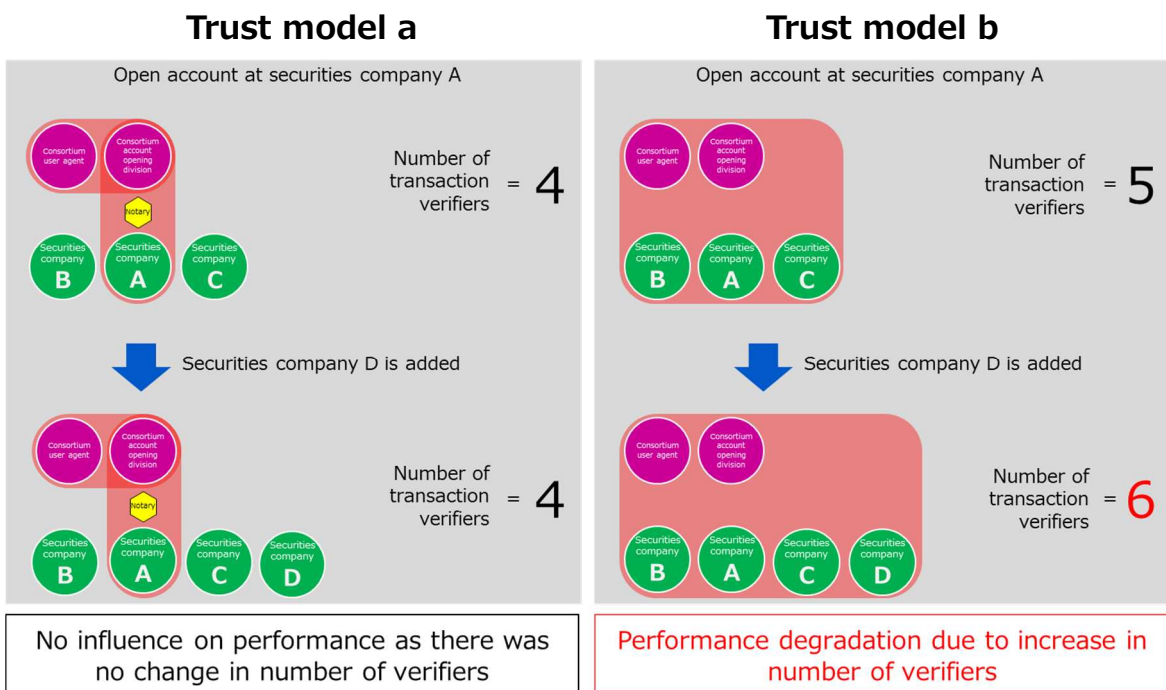 Trust model a
Open account at securities company A
Consortium
user agent
Consortium
account
opening
division
Number of
transaction
verifiers
= 4
Notary
Securities
company
B
Securities
company
A
Securities
company
C
Securities company D is added
Consortium
user agent
Consortium
account
opening
division
Number of
transaction
verifiers
= 4
Notary
Securities
company
B
Securities
company
A
Securities
company
C
Securities
company
D
No influence on performance as there was
no change in number of verifiers
Trust model b
Open account at securities company A
Consortium
user agent
Consortium
account
opening
division
Number of
transaction
verifiers
= 5
Securities
company
B
Securities
company
A
Securities
company
C
Securities company D is added
Consortium
user agent
Consortium
account
opening
division
Number of
transaction
verifiers
= 6
Securities
company
B
Securities
company
A
Securities
company
C
Securities
company
D
Performance degradation due to increase in
number of verifiers